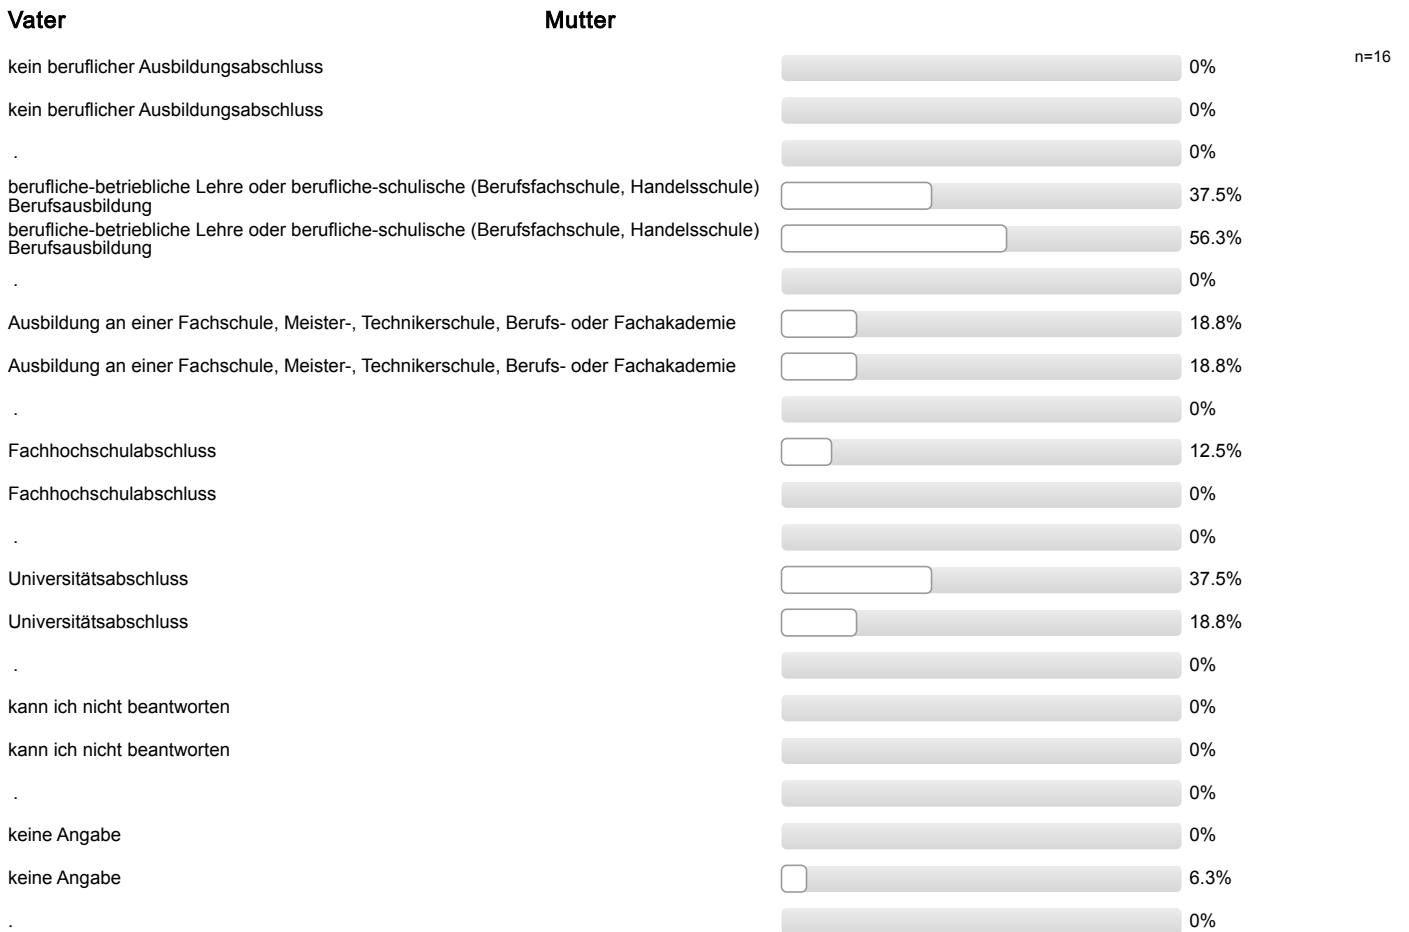 Vater Mutter
kein beruflicher Ausbildungsabschluss 0% n=16
kein beruflicher Ausbildungsabschluss 0%
. 0%
berufliche-betriebliche Lehre oder berufliche-schulische (Berufsfachschule, Handelsschule)
Berufsausbildung 37.5%
berufliche-betriebliche Lehre oder berufliche-schulische (Berufsfachschule, Handelsschule)
Berufsausbildung 56.3%
. 0%
Ausbildung an einer Fachschule, Meister-, Technikerschule, Berufs- oder Fachakademie 18.8%
Ausbildung an einer Fachschule, Meister-, Technikerschule, Berufs- oder Fachakademie 18.8%
. 0%
Fachhochschulabschluss 12.5%
Fachhochschulabschluss 0%
. 0%
Universitätsabschluss 37.5%
Universitätsabschluss 18.8%
. 0%
kann ich nicht beantworten 0%
kann ich nicht beantworten 0%
. 0%
keine Angabe 0%
keine Angabe 6.3%
. 0%